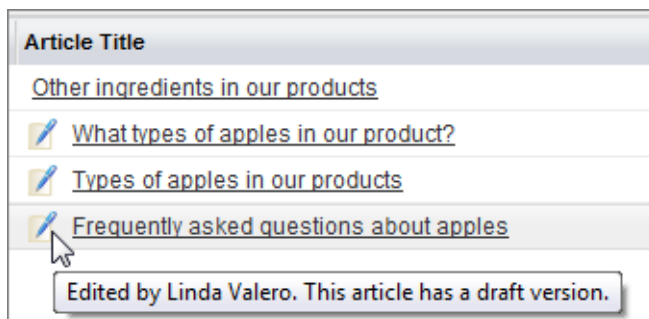 Article Title
Other ingredients in our products
What types of apples in our product?
Types of apples in our products
Frequently asked questions about apples
Edited by Linda Valero. This article has a draft version.